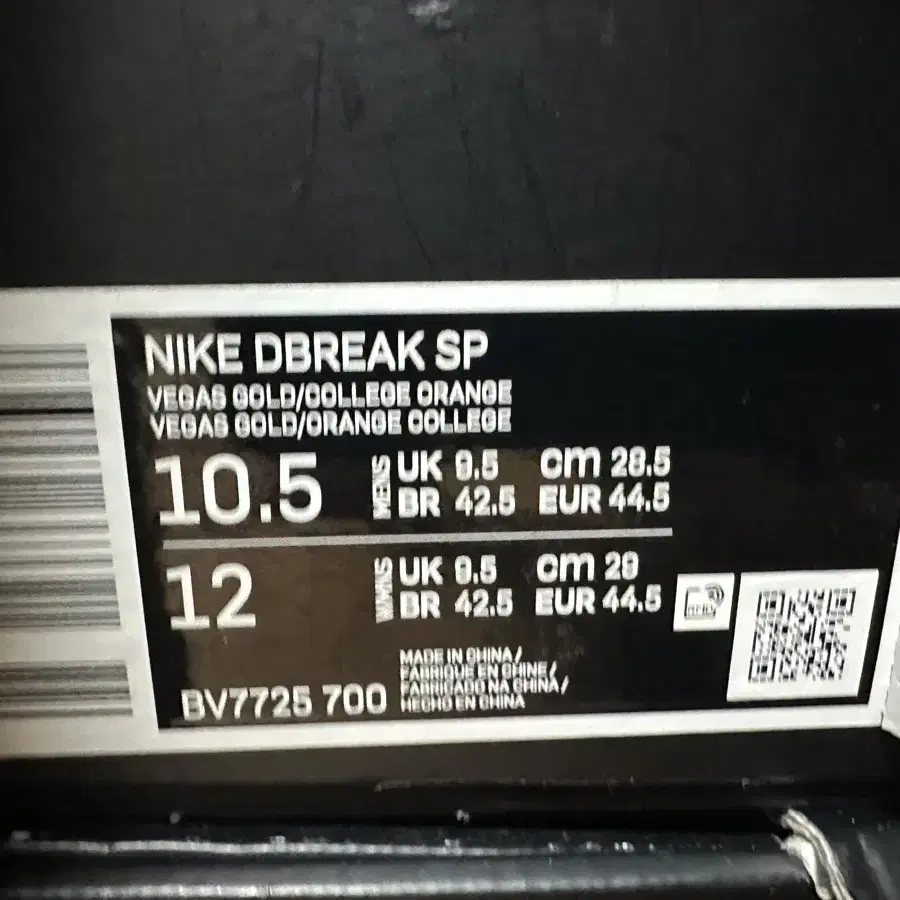 NIKE DBREAK SP
VEGAS GOLD/COLLEGE ORANGE
VEGAS GOLD/ORANGE COLLEGE
10.5 MENS UK 9.5 cm 28.5
BR 42.5 EUR 44.5
12 WMNS UK 9.5 cm 29
BR 42.5 EUR 44.5
MADE IN CHINA/
FABRIQUE EN CHINE/
FABRICADO NA CHINA/
HECHO EN CHINA
BV7725 700